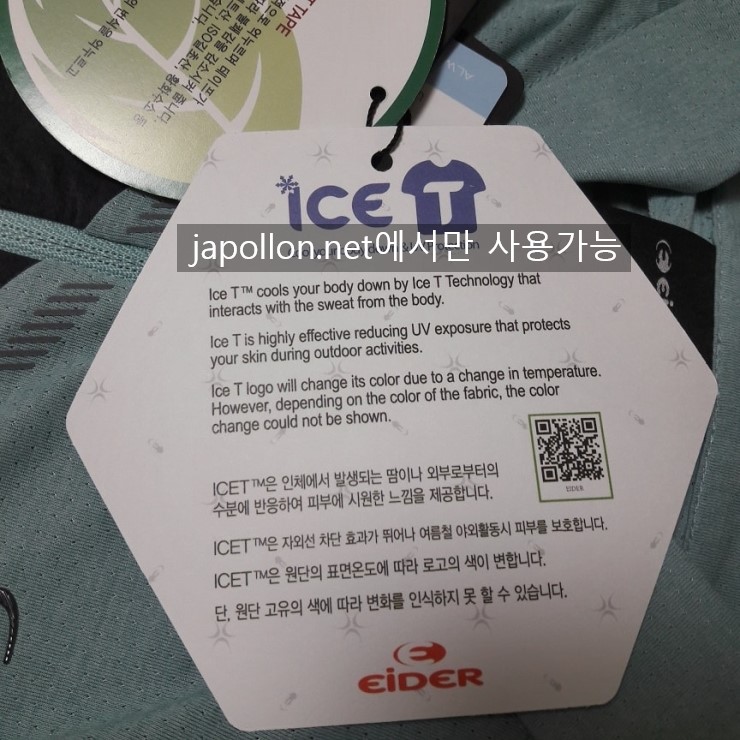 T TAPE
ALV
ICE T
japollon.net에서만 사용가능
Ice T™ cools your body down by Ice T Technology that
interacts with the sweat from the body.
Ice T is highly effective reducing UV exposure that protects
your skin during outdoor activities.
Ice T logo will change its color due to a change in temperature.
However, depending on the color of the fabric, the color
change could not be shown.
EIDER
ICET™은 인체에서 발생되는 땀이나 외부로부터의
수분에 반응하여 피부에 시원한 느낌을 제공합니다.
ICET™은 자외선 차단 효과가 뛰어나 여름철 야외활동시 피부를 보호합니다.
ICET™은 원단의 표면온도에 따라 로고의 색이 변합니다.
단, 원단 고유의 색에 따라 변화를 인식하지 못 할 수 있습니다.
EiDER